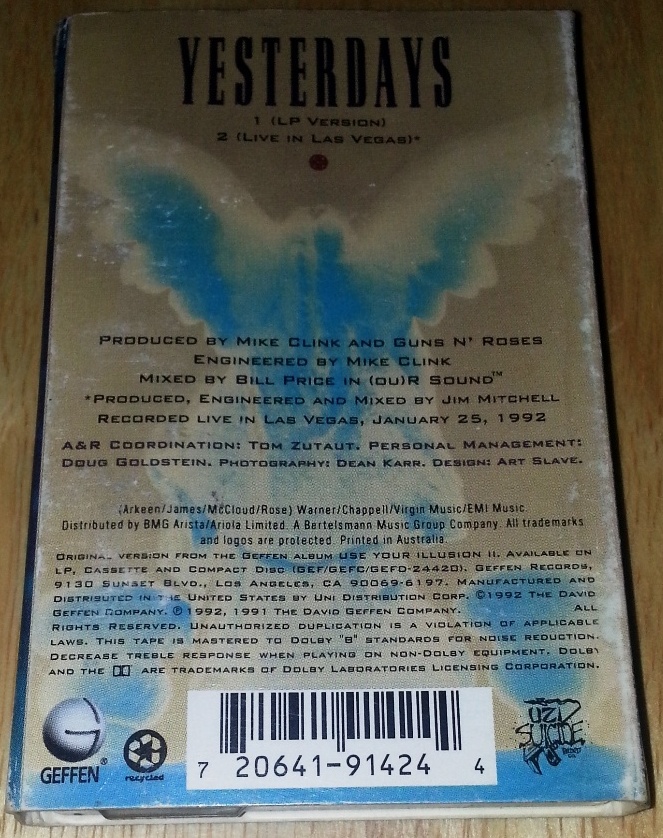 YESTERDAYS
1 (LP VERSION)
2 (LIVE IN LAS VEGAS)*
PRODUCED BY MIKE CLINK AND GUNS N' ROSES
ENGINEERED BY MIKE CLINK
MIXED BY BILL PRICE IN (OU)R SOUND™
*PRODUCED, ENGINEERED AND MIXED BY JIM MITCHELL
RECORDED LIVE IN LAS VEGAS, JANUARY 25, 1992
A&R COORDINATION: TOM ZUTAUT. PERSONAL MANAGEMENT:
DOUG GOLDSTEIN. PHOTOGRAPHY: DEAN KARR. DESIGN: ART SLAVE.
(Arkeen/James/McCloud/Rose) Warner/Chappell/Virgin Music/EMI Music
Distributed by BMG Arista/Ariola Limited. A Bertelsmann Music Group Company. All trademarks
and logos are protected. Printed in Australia.
ORIGINAL VERSION FROM THE GEFFEN ALBUM USE YOUR ILLUSION II. AVAILABLE ON
LP, CASSETTE AND COMPACT DISC (GEF/GEFC/GEFD-24420). GEFFEN RECORDS,
9130 SUNSET BLVD., LOS ANGELES, CA 90069-6197. MANUFACTURED AND
DISTRIBUTED IN THE UNITED STATES BY UNI DISTRIBUTION CORP. ©1992 THE DAVID
GEFFEN COMPANY. ℗ 1992, 1991 THE DAVID GEFFEN COMPANY. ALL
RIGHTS RESERVED. UNAUTHORIZED DUPLICATION IS A VIOLATION OF APPLICABLE
LAWS. THIS TAPE IS MASTERED TO DOLBY "B" STANDARDS FOR NOISE REDUCTION.
DECREASE TREBLE RESPONSE WHEN PLAYING ON NON-DOLBY EQUIPMENT. DOLBY
AND THE DD ARE TRADEMARKS OF DOLBY LABORATORIES LICENSING CORPORATION.
GEFFEN®
recycled
7 20641-91424 4
UZI
SUICIDE